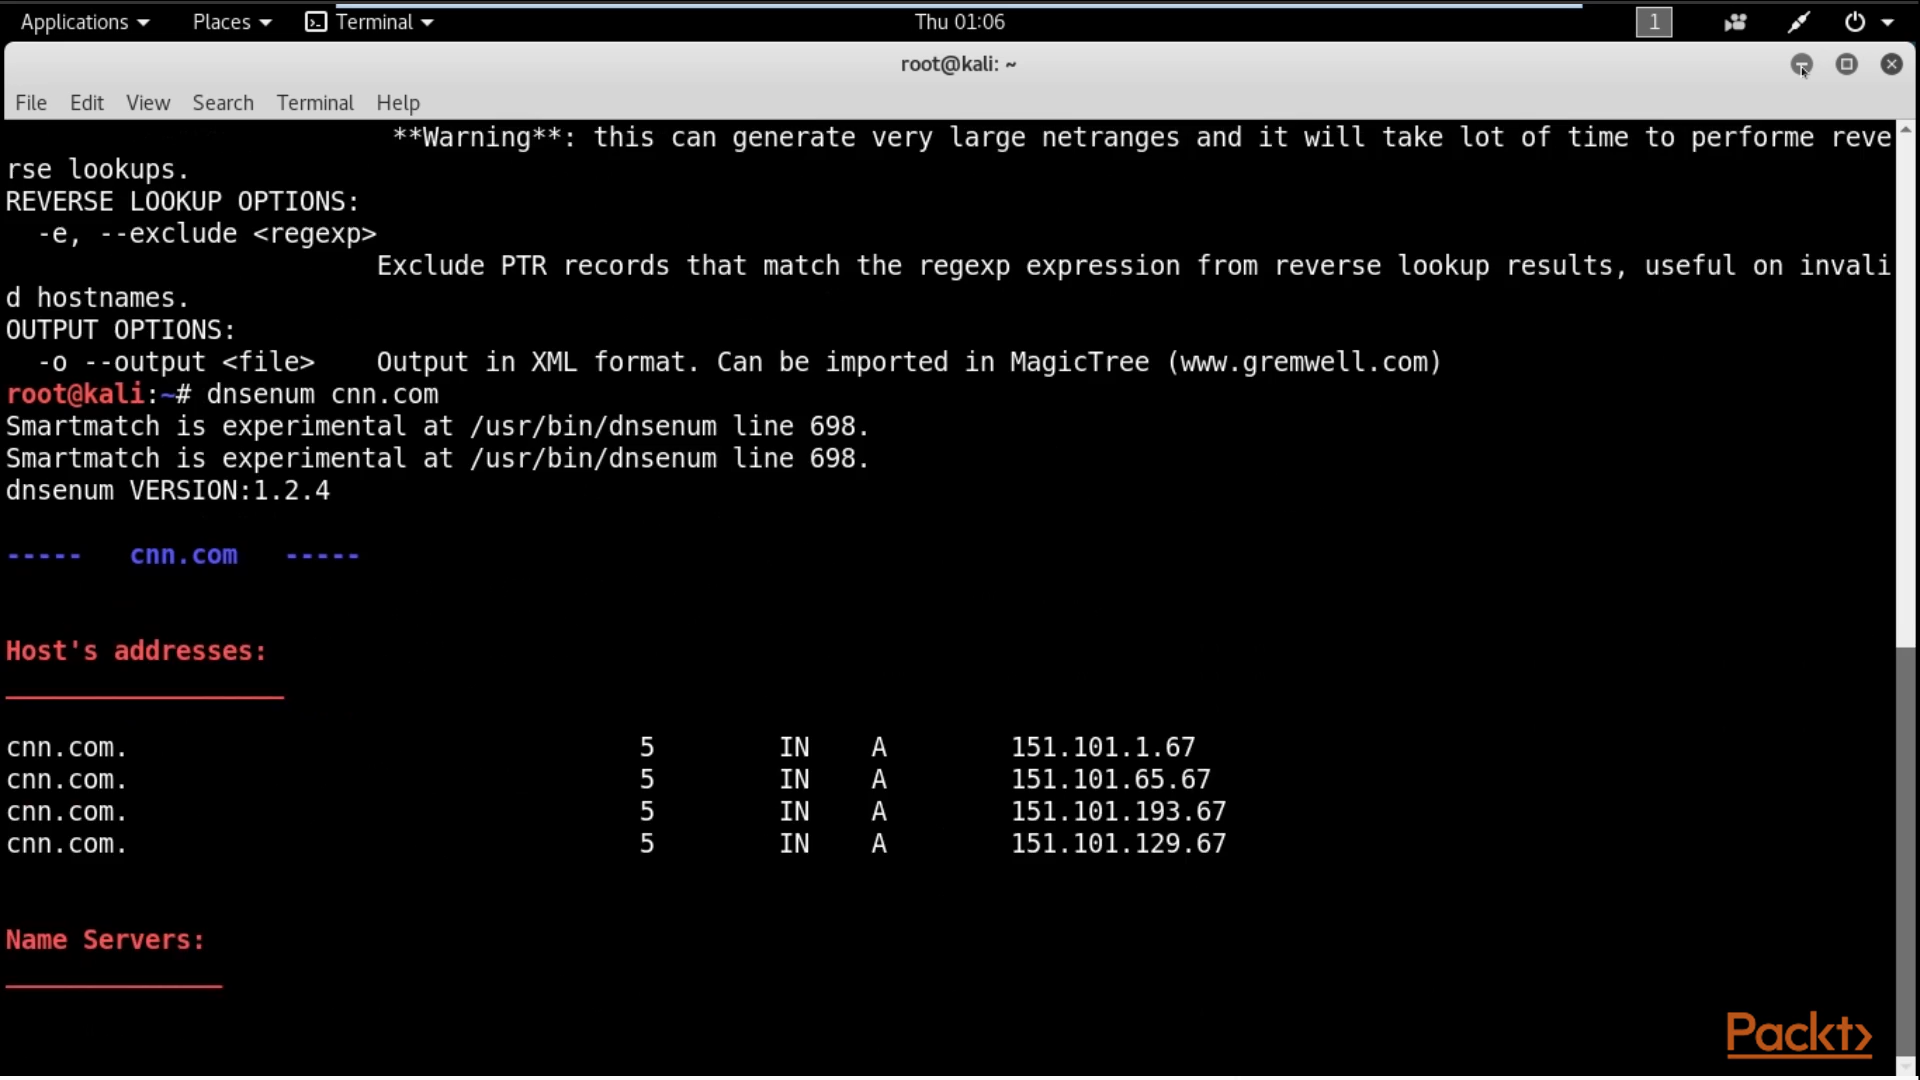 Applications Places Terminal Thu 01:06 1
root@kali: ~
File Edit View Search Terminal Help
**Warning**: this can generate very large netranges and it will take lot of time to performe reve
rse lookups.
REVERSE LOOKUP OPTIONS:
-e, --exclude <regexp>
Exclude PTR records that match the regexp expression from reverse lookup results, useful on invali
d hostnames.
OUTPUT OPTIONS:
-o --output <file> Output in XML format. Can be imported in MagicTree (www.gremwell.com)
root@kali:~# dnsenum cnn.com
Smartmatch is experimental at /usr/bin/dnsenum line 698.
Smartmatch is experimental at /usr/bin/dnsenum line 698.
dnsenum VERSION:1.2.4
----- cnn.com -----
Host's addresses:
cnn.com. 5 IN A 151.101.1.67
cnn.com. 5 IN A 151.101.65.67
cnn.com. 5 IN A 151.101.193.67
cnn.com. 5 IN A 151.101.129.67
Name Servers:
Packt>